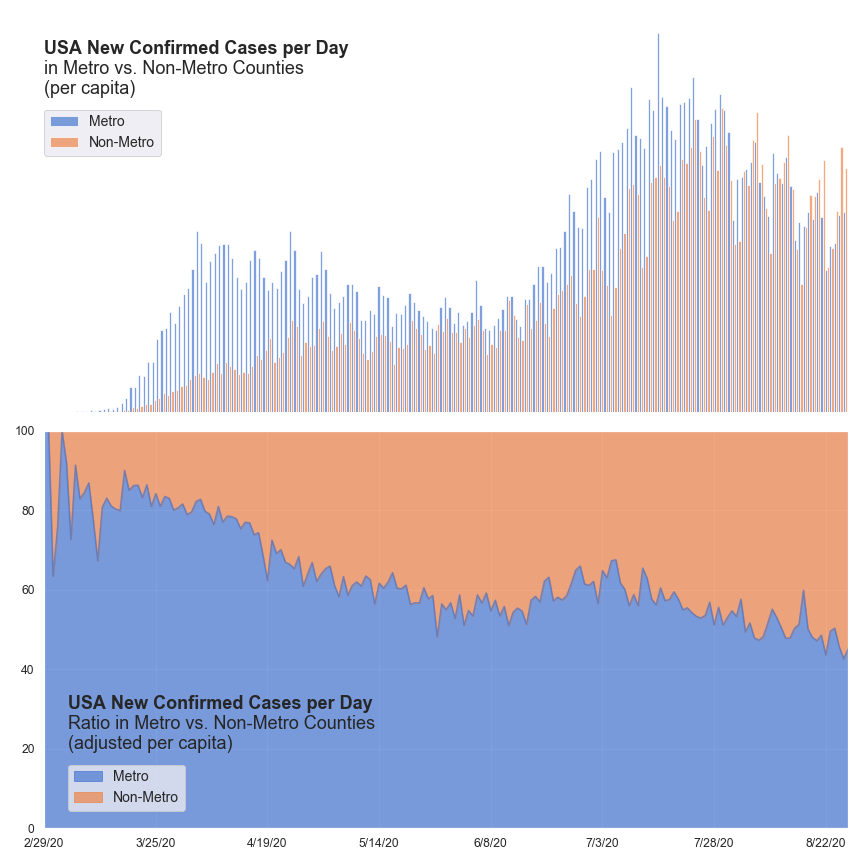 USA New Confirmed Cases per Day
in Metro vs. Non-Metro Counties
(per capita)
Metro
Non-Metro
100
80
60
40
20
0
USA New Confirmed Cases per Day
Ratio in Metro vs. Non-Metro Counties
(adjusted per capita)
Metro
Non-Metro
2/29/20 3/25/20 4/19/20 5/14/20 6/8/20 7/3/20 7/28/20 8/22/20